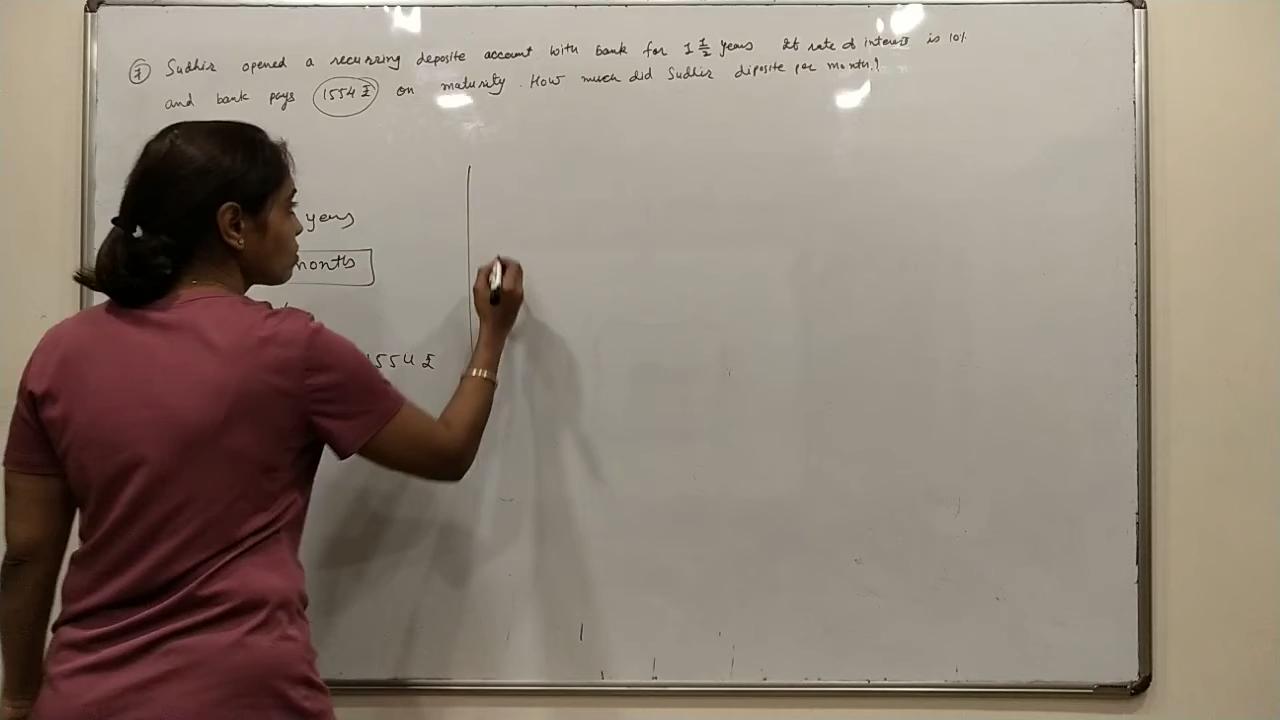 7 Sudhir opened a recurring deposite account with bank for 1 1/2 years If rate of interest is 10%
and bank pays 1554 ₹ on maturity. How much did Sudhir diposite per month?
years
months
1554 ₹